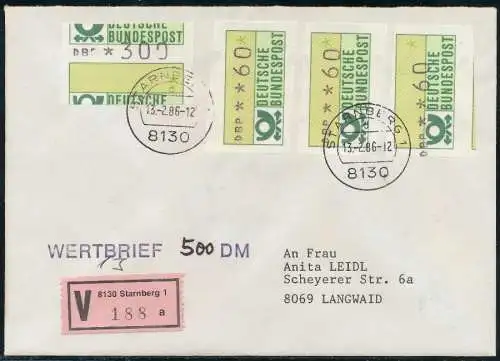 DEUTSCHE
BUNDESPOST
DBP * 300
DEUTSCHE
DBP * * 60
DEUTSCHE
BUNDESPOST
DBP * * 60
DEUTSCHE
BUNDESPOST
DBP * * 60
DEUTSCHE
BUNDESPOST
13.-2.86-12
8130
STARNBERG 1
13.-2.86-12
8130
WERTBRIEF 500 DM
V
8130 Starnberg 1
188 a
An Frau
Anita LEIDL
Scheyerer Str. 6a
8069 LANGWAID